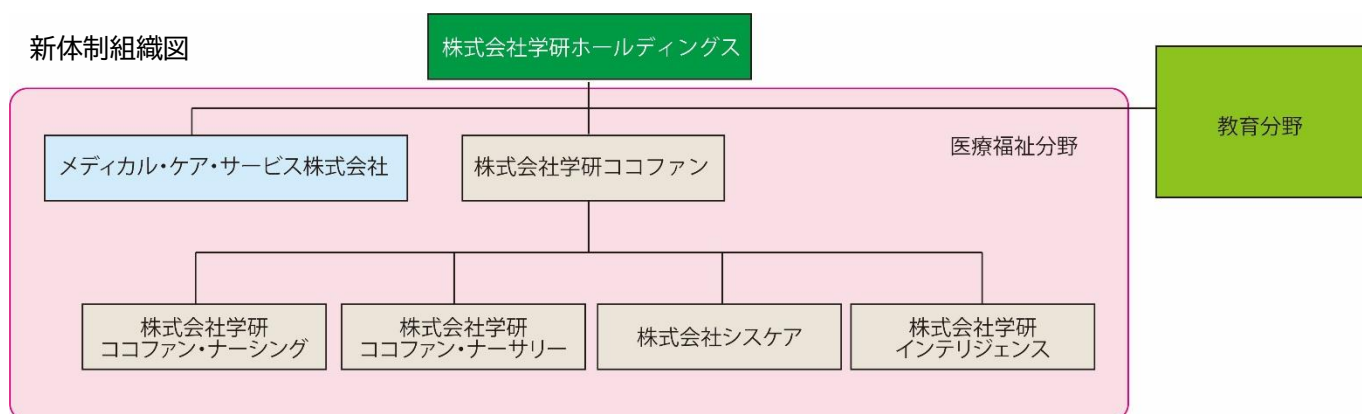 新体制組織図
株式会社学研ホールディングス
教育分野
医療福祉分野
メディカル・ケア・サービス株式会社
株式会社学研ココファン
株式会社学研
ココファン・ナーシング
株式会社学研
ココファン・ナーサリー
株式会社シスケア
株式会社学研
インテリジェンス